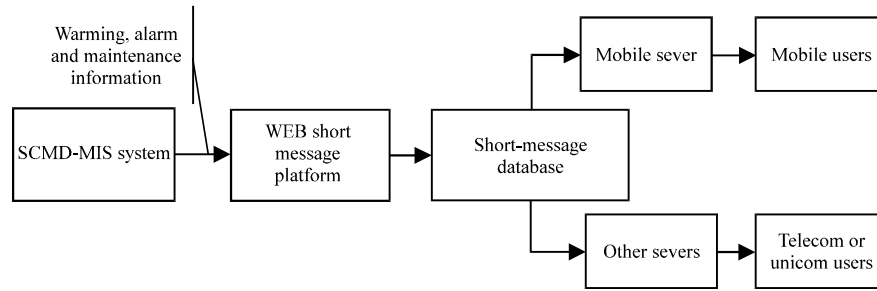 Warming, alarm
and maintenance
information
SCMD-MIS system
WEB short
message
platform
Short-message
database
Mobile sever
Mobile users
Other severs
Telecom or
unicom users